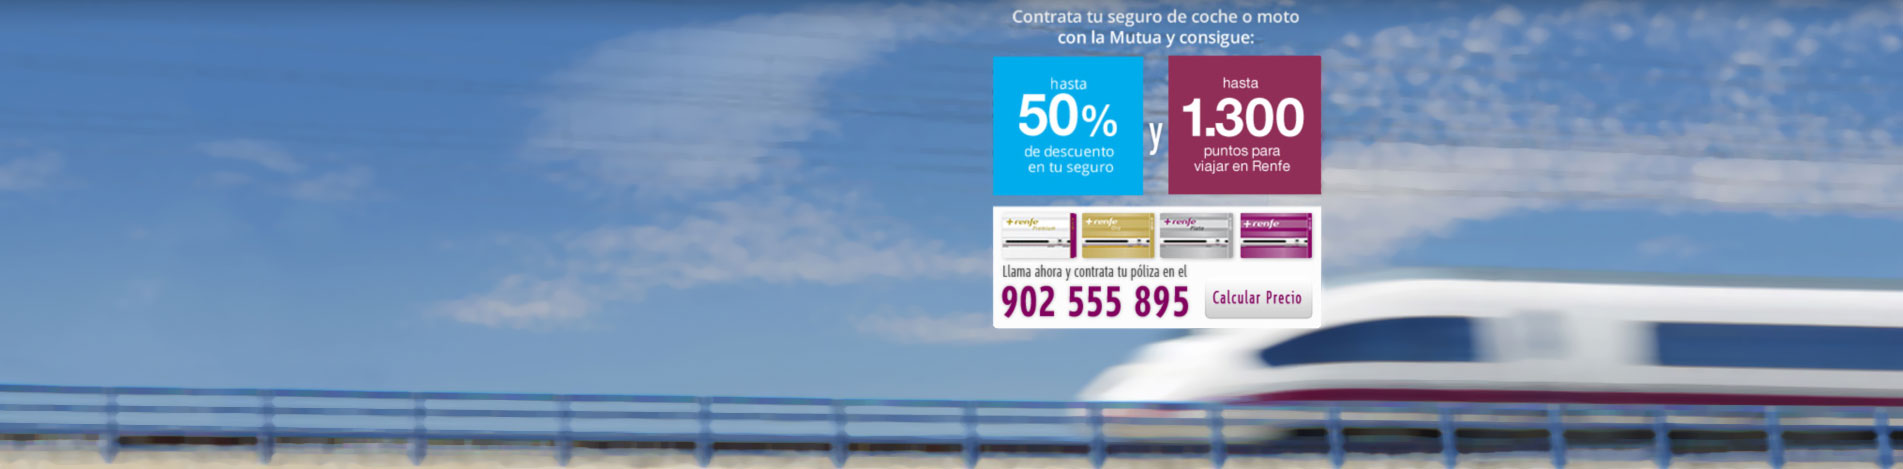 Contrata tu seguro de coche o moto
con la Mutua y consigue:
hasta
50%
de descuento
en tu seguro
y
hasta
1.300
puntos para
viajar en Renfe
+renfe
Premium
+renfe
+renfe
Plata
+renfe
Llama ahora y contrata tu póliza en el
902 555 895
Calcular Precio